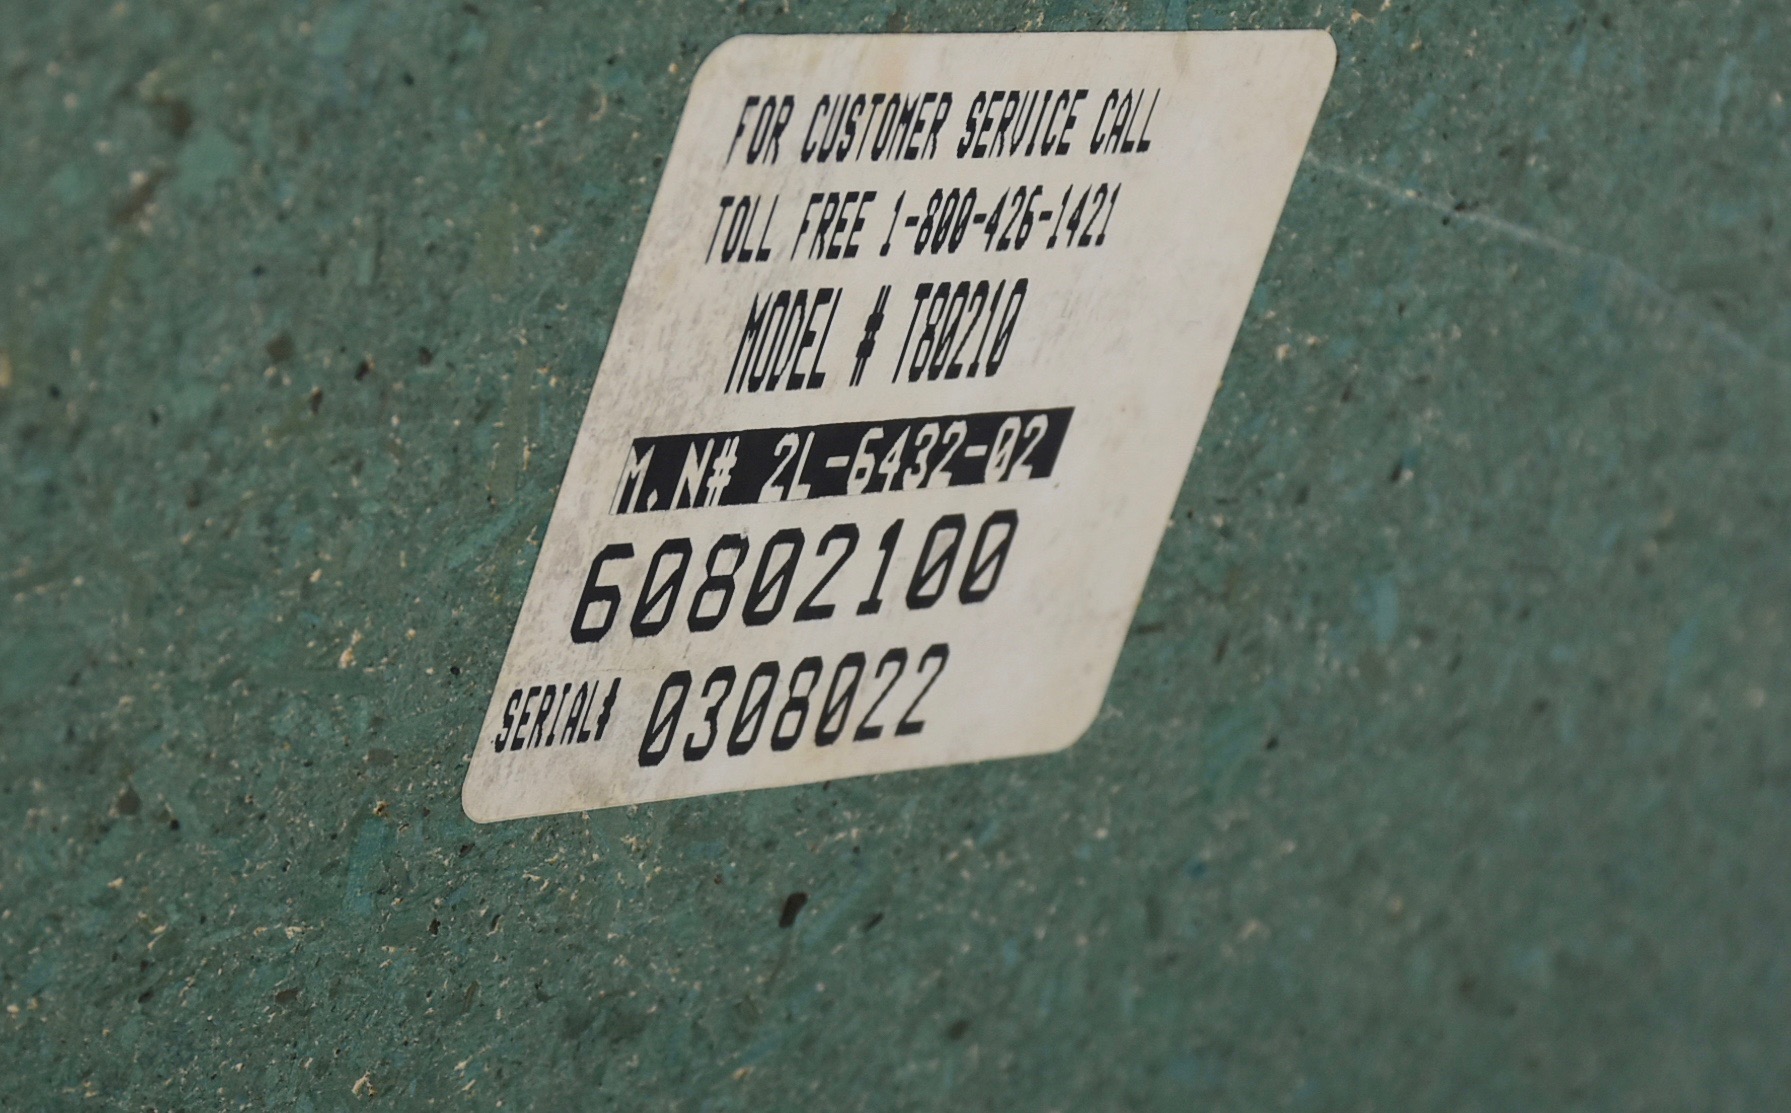 FOR CUSTOMER SERVICE CALL
TOLL FREE 1-800-426-1421
MODEL # T80210
M.N# 2L-6432-02
60802100
SERIAL# 0308022